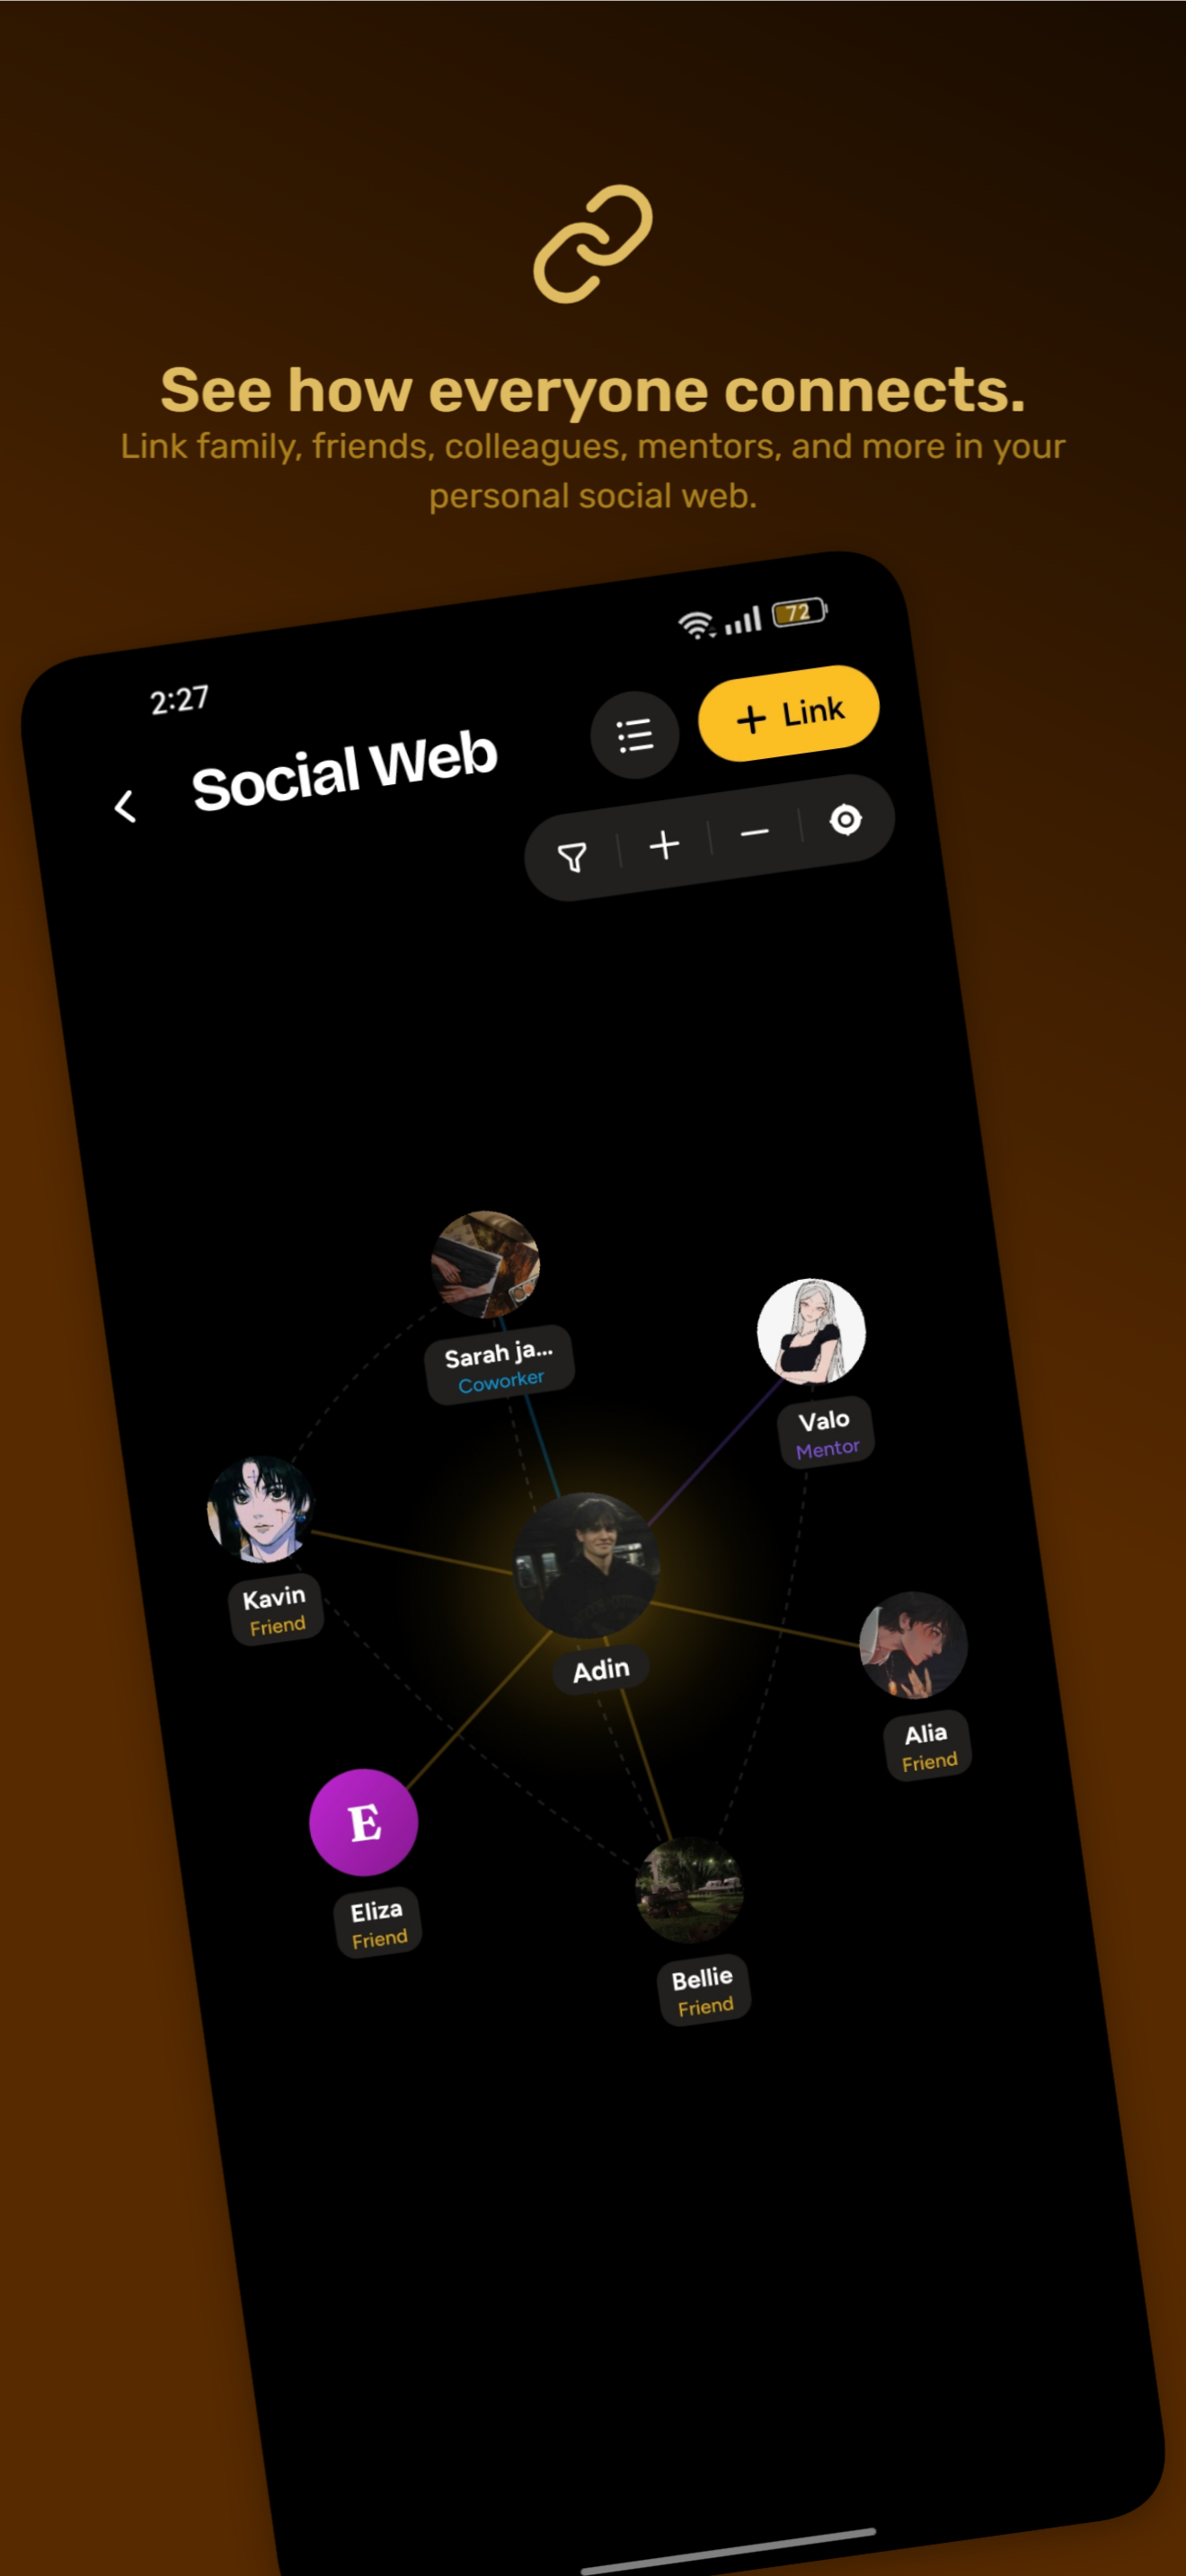 See how everyone connects.
Link family, friends, colleagues, mentors, and more in your
personal social web.
2:27
72
Social Web
+ Link
Sarah ja...
Coworker
Valo
Mentor
Kavin
Friend
Adin
Alia
Friend
E
Eliza
Friend
Bellie
Friend